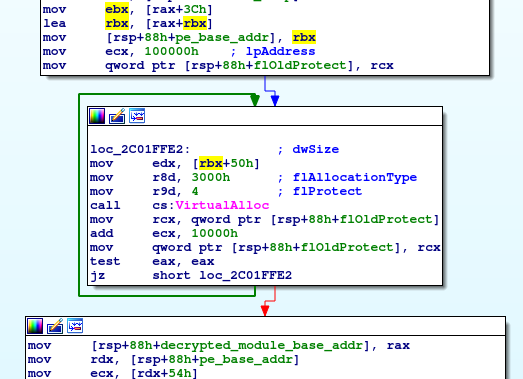 mov     ebx, [rax+3Ch]
lea     rbx, [rax+rbx]
mov     [rsp+88h+pe_base_addr], rbx
mov     ecx, 100000h    ; lpAddress
mov     qword ptr [rsp+88h+flOldProtect], rcx
loc_2C01FFE2:           ; dwSize
mov     edx, [rbx+50h]
mov     r8d, 3000h      ; flAllocationType
mov     r9d, 4          ; flProtect
call    cs:VirtualAlloc
mov     rcx, qword ptr [rsp+88h+flOldProtect]
add     ecx, 10000h
mov     qword ptr [rsp+88h+flOldProtect], rcx
test    eax, eax
jz      short loc_2C01FFE2
mov     [rsp+88h+decrypted_module_base_addr], rax
mov     rdx, [rsp+88h+pe_base_addr]
mov     ecx, [rdx+54h]